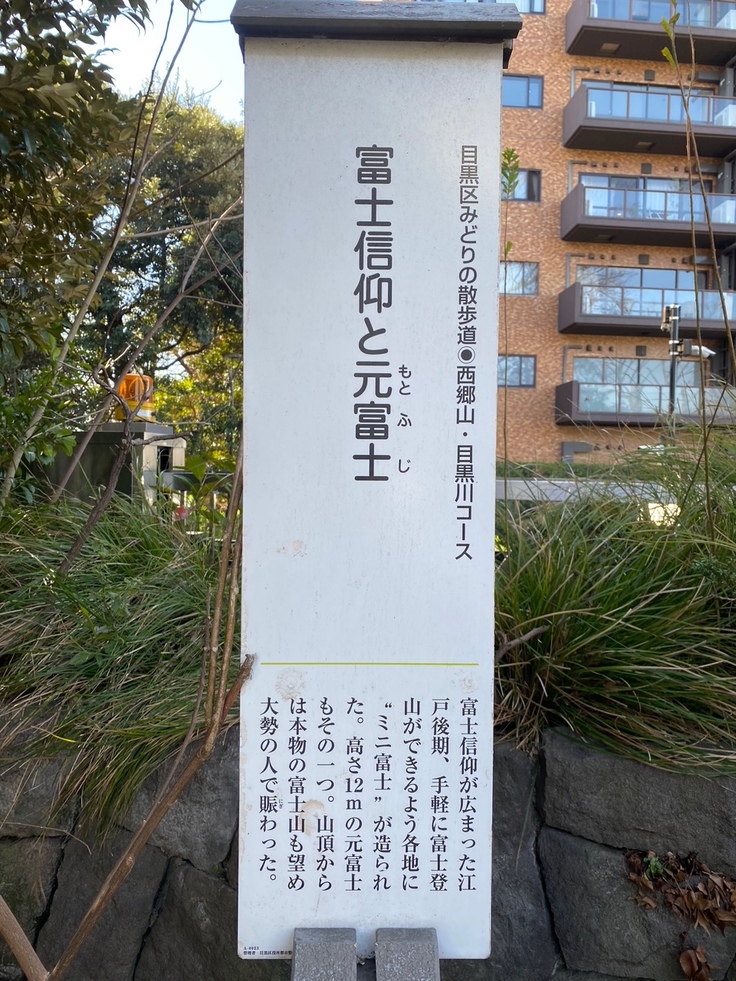 目黒区みどりの散歩道◉西郷山・目黒川コース
富士信仰と元富士
もと ふ じ
富士信仰が広まった江
戸後期、手軽に富士登
山ができるよう各地に
“ミニ富士”が造られ
た。高さ12mの元富士
もその一つ。山頂から
は本物の富士山も望め
大勢の人で賑わった。
にぎ